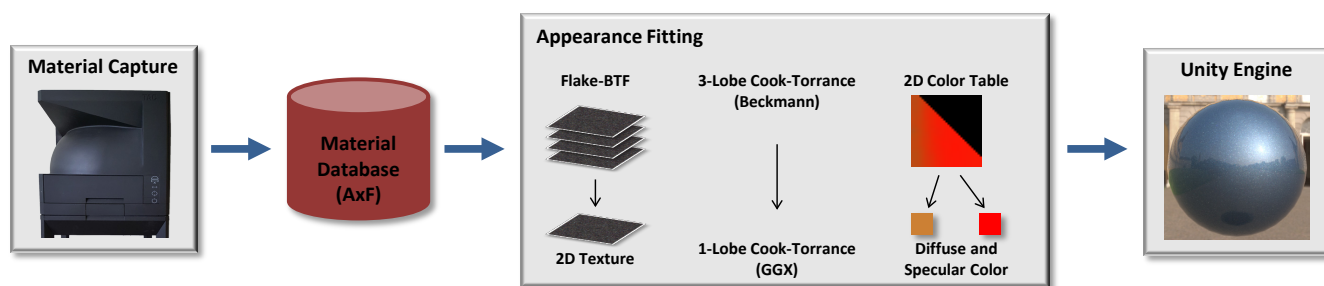 Material Capture
Material
Database
(AxF)
Appearance Fitting
Flake-BTF
2D Texture
3-Lobe Cook-Torrance
(Beckmann)
1-Lobe Cook-Torrance
(GGX)
2D Color Table
Diffuse and
Specular Color
Unity Engine